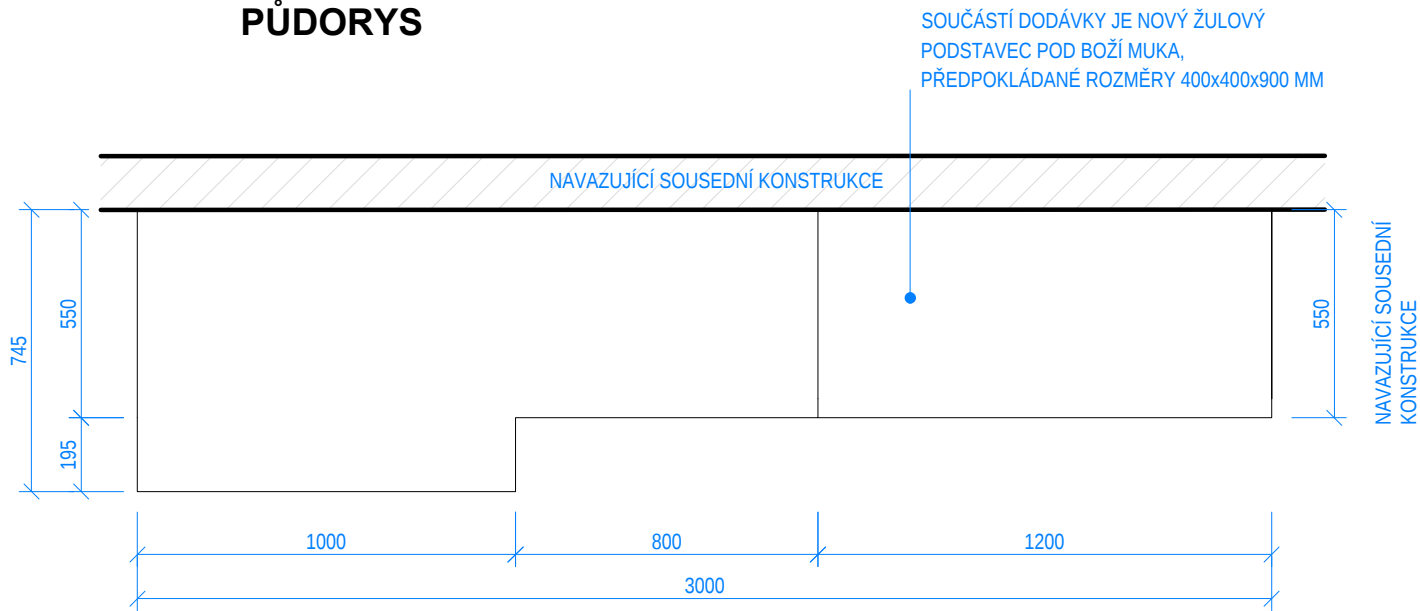 PŮDORYS
SOUČÁSTÍ DODÁVKY JE NOVÝ ŽULOVÝ
PODSTAVEC POD BOŽÍ MUKA,
PŘEDPOKLÁDANÉ ROZMĚRY 400x400x900 MM
NAVAZUJÍCÍ SOUSEDNÍ KONSTRUKCE
745
550
195
550
NAVAZUJÍCÍ SOUSEDNÍ
KONSTRUKCE
1000
800
1200
3000